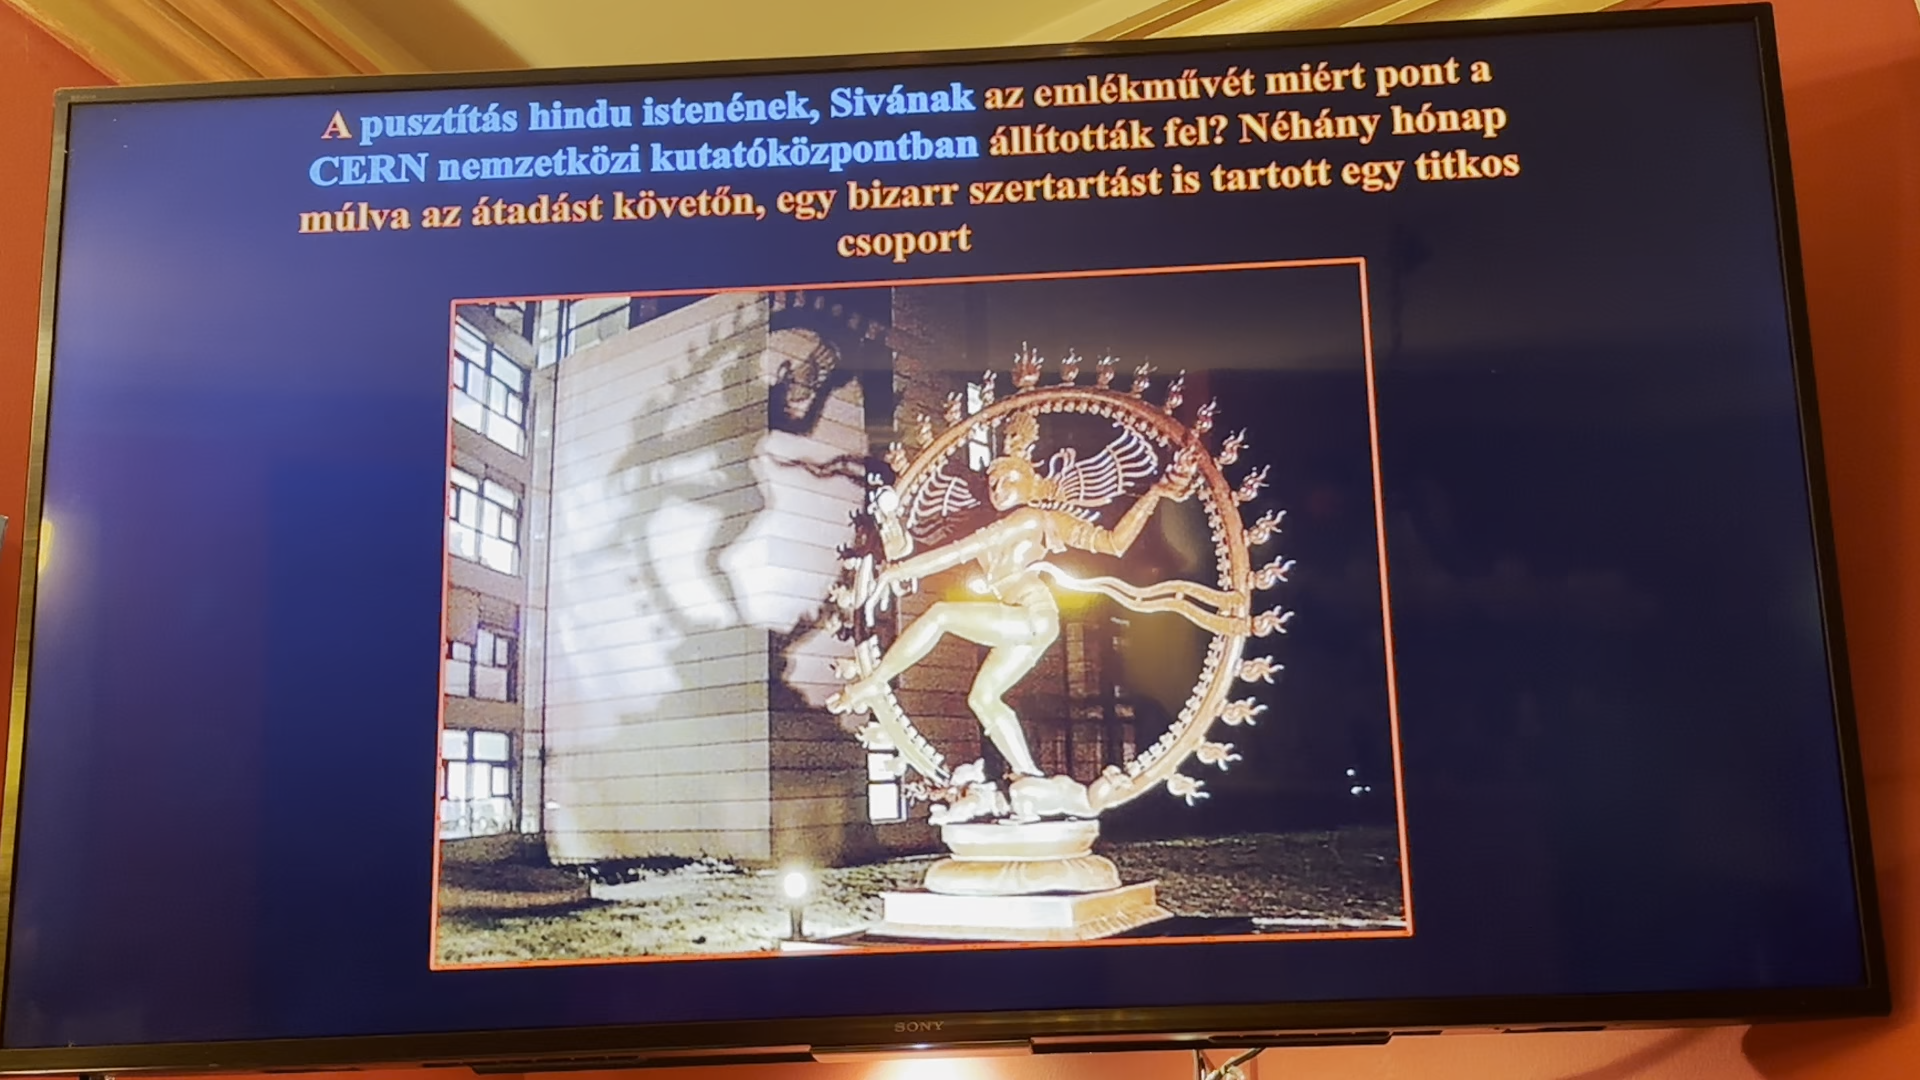 A pusztítás hindu istenének, Sivának az emlékművét miért pont a
CERN nemzetközi kutatóközpontban állították fel? Néhány hónap
múlva az átadást követőn, egy bizarr szertartást is tartott egy titkos
csoport
SONY